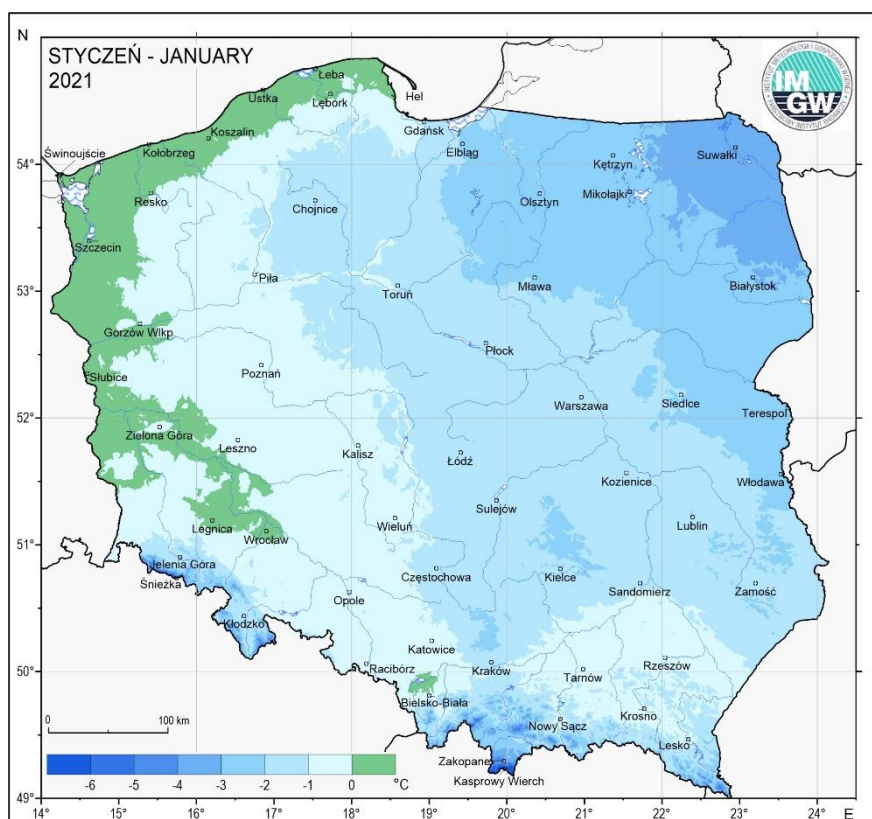 N
STYCZEŃ - JANUARY
2021
IM
GW
Łeba
Hel
Ustka
Lębork
Koszalin
Gdańsk
Kołobrzeg
Elbląg
Świnoujście
Kętrzyn
Suwałki
54°
Resko
Chojnice
Olsztyn
Mikołajki
Szczecin
Piła
Toruń
Mława
Białystok
53°
Gorzów Wlkp
Płock
Słubice
Poznań
Warszawa
Siedlce
Terespol
52°
Zielona Góra
Leszno
Kalisz
Łódź
Kozienice
Włodawa
Sulejów
Legnica
Wrocław
Wieluń
Lublin
51°
Jelenia Góra
Śnieżka
Częstochowa
Kielce
Sandomierz
Zamość
Opole
Kłodzko
Katowice
50°
Racibórz
Kraków
Tarnów
Rzeszów
Bielsko-Biała
Nowy Sącz
Krosno
Lesko
0 100 km
Zakopane
Kasprowy Wierch
-6 -5 -4 -3 -2 -1 0 °C
49°
14° 15° 16° 17° 18° 19° 20° 21° 22° 23° 24° E